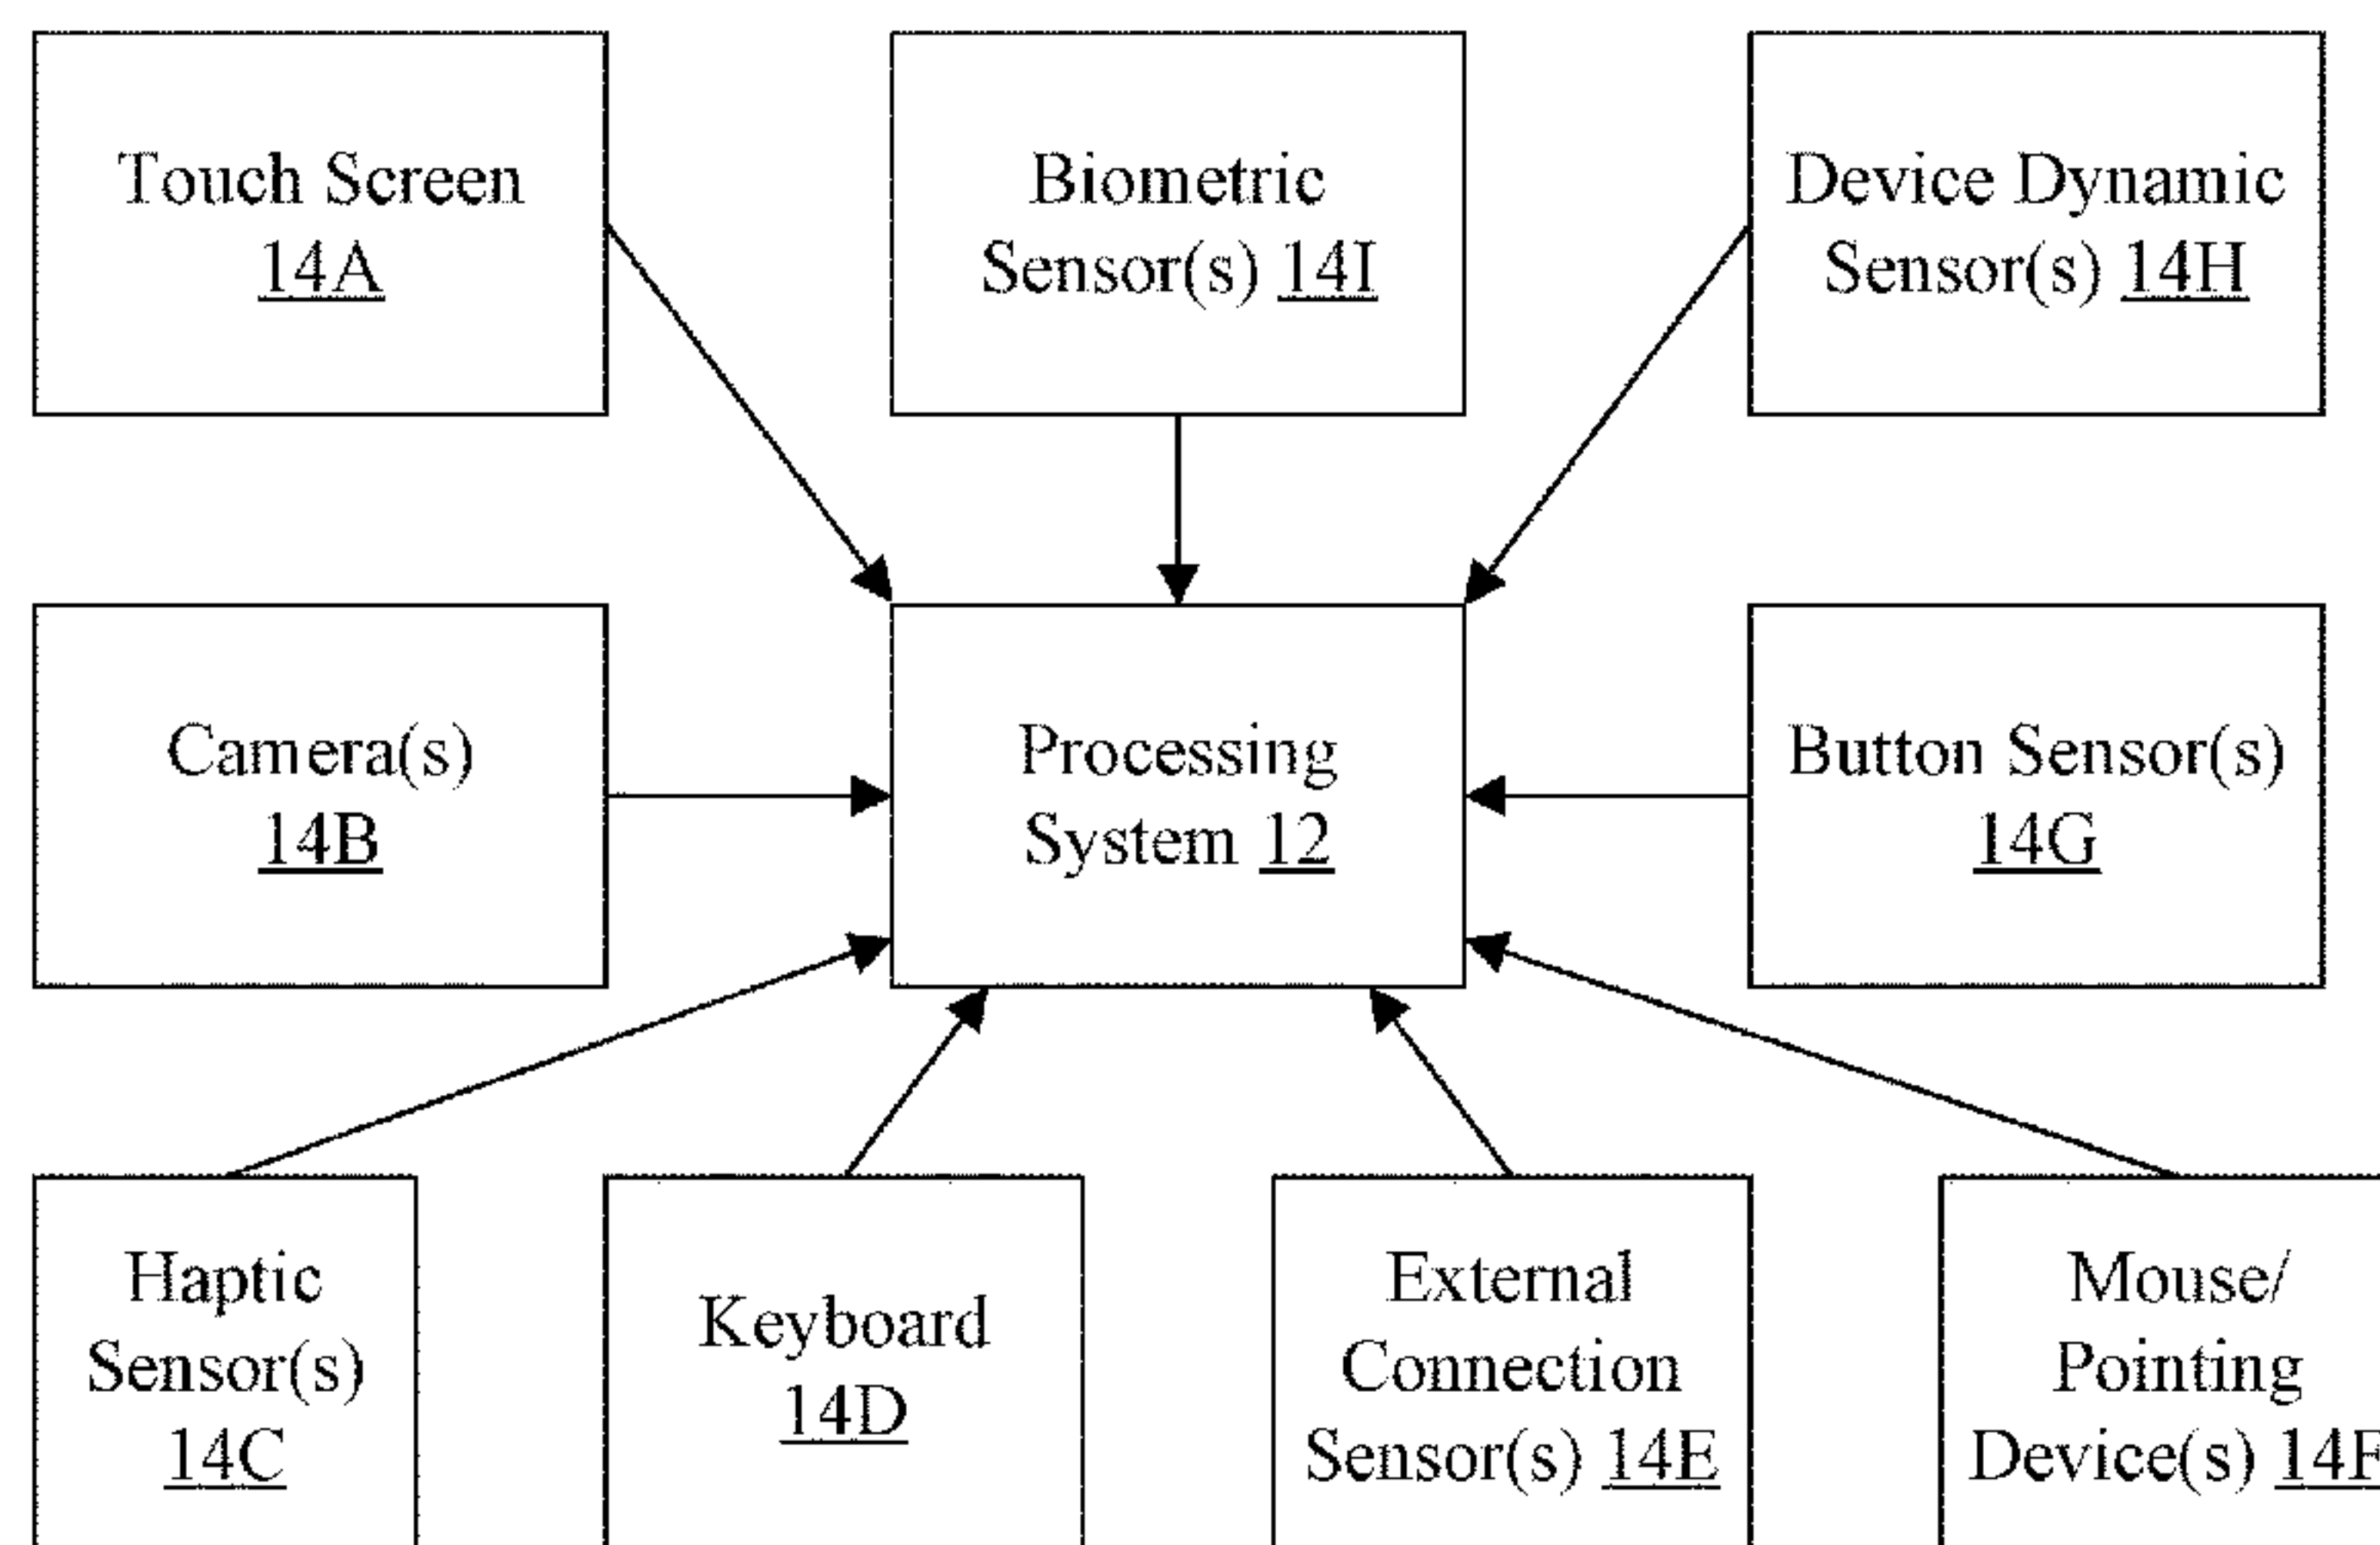 Touch Screen
14A
Biometric
Sensor(s) 14I
Device Dynamic
Sensor(s) 14H
Camera(s)
14B
Processing
System 12
Button Sensor(s)
14G
Haptic
Sensor(s)
14C
Keyboard
14D
External
Connection
Sensor(s) 14E
Mouse/
Pointing
Device(s) 14F